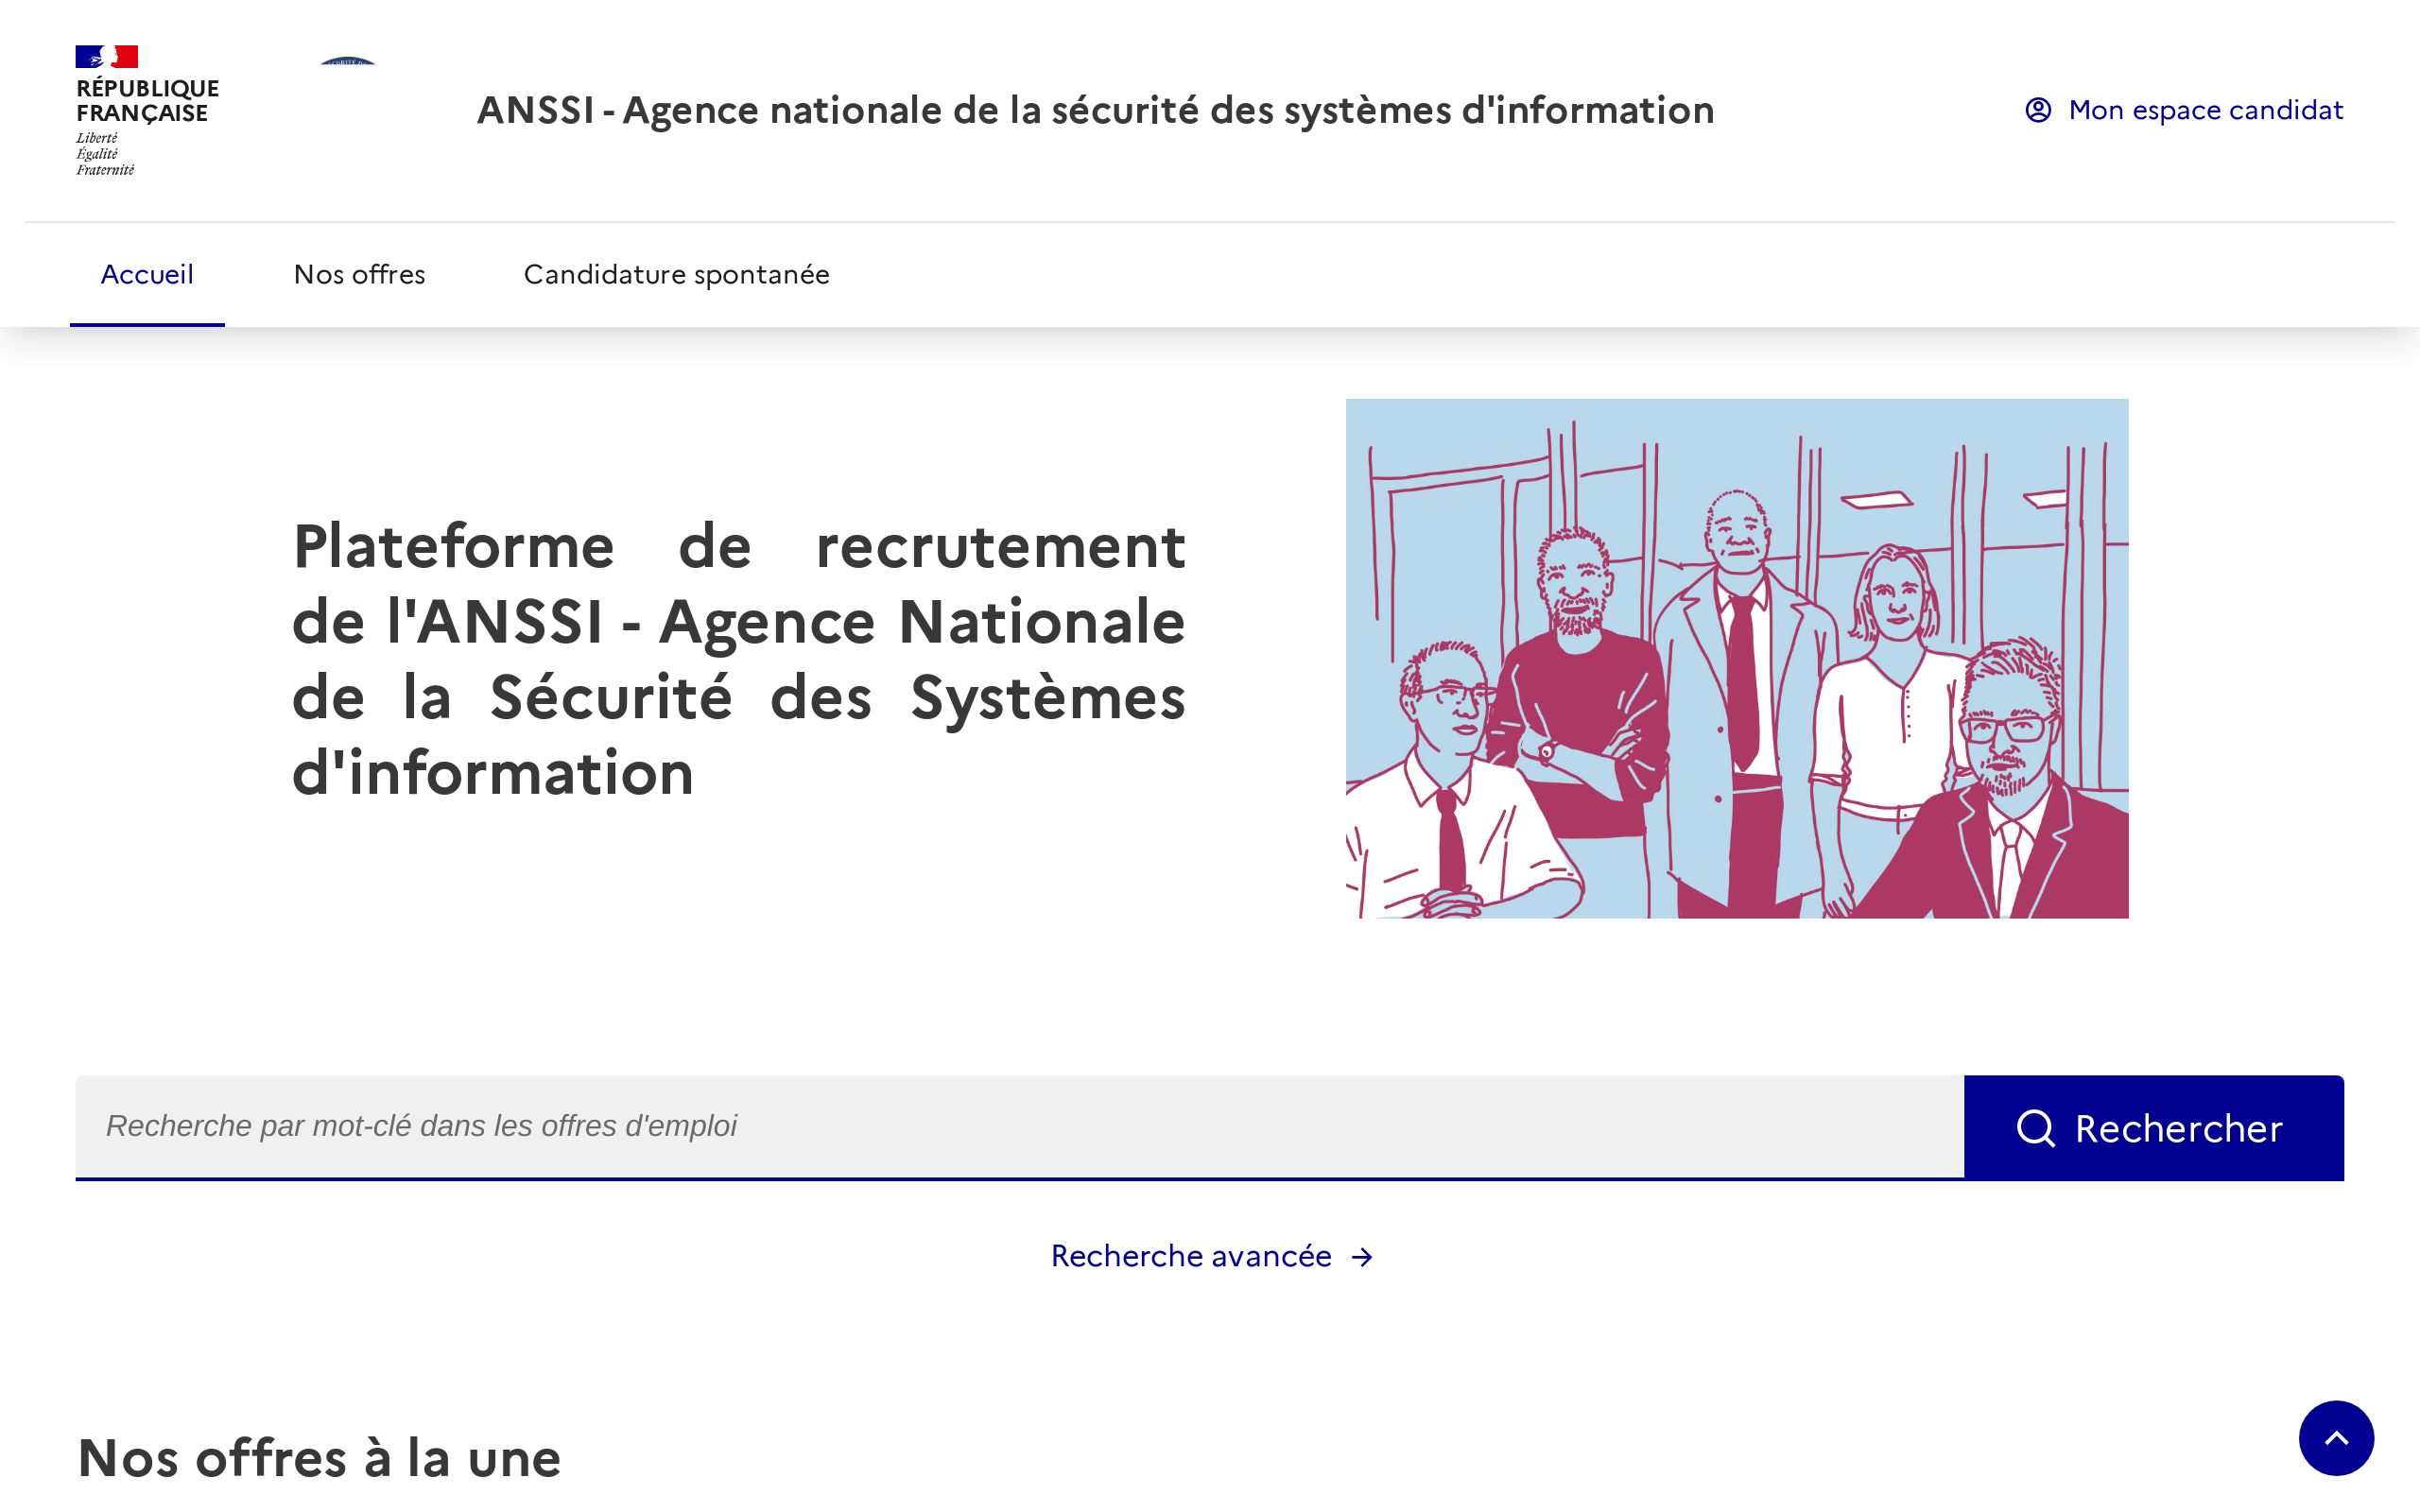 RÉPUBLIQUE
FRANÇAISE
Liberté
Égalité
Fraternité
ANSSI - Agence nationale de la sécurité des systèmes d'information
Mon espace candidat
Accueil
Nos offres
Candidature spontanée
Plateforme de recrutement
de l'ANSSI - Agence Nationale
de la Sécurité des Systèmes
d'information
Recherche par mot-clé dans les offres d'emploi
Rechercher
Recherche avancée
Nos offres à la une